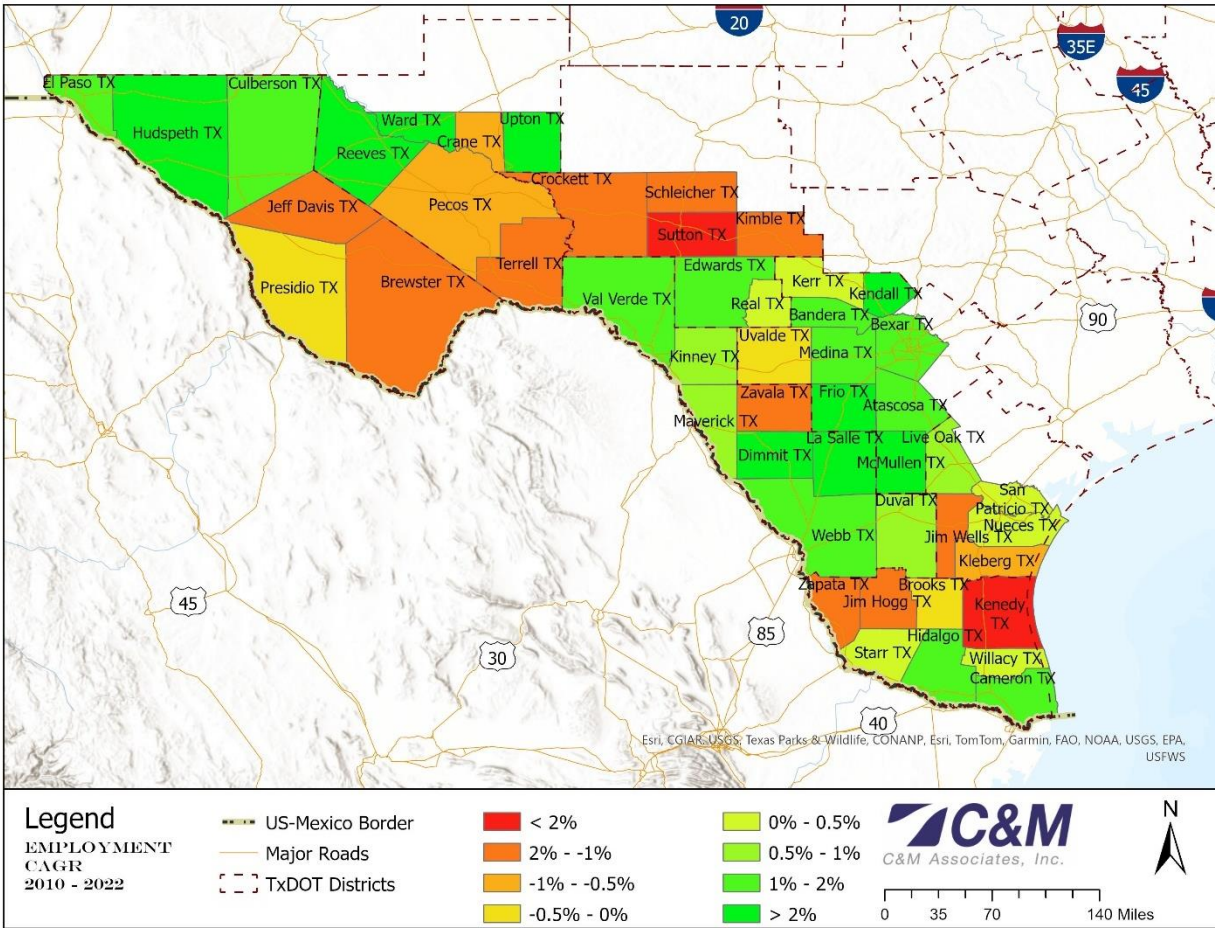 20
35E
45
El Paso TX
Culberson TX
Hudspeth TX
Ward TX
Upton TX
Crane TX
Reeves TX
Crockett TX
Schleicher TX
Jeff Davis TX
Pecos TX
Kimble TX
Sutton TX
Terrell TX
Edwards TX
Brewster TX
Presidio TX
Val Verde TX
Kerr TX
Kendall TX
Real TX
Bandera TX
90
Bexar TX
Uvalde TX
Kinney TX
Medina TX
Zavala TX
Frio TX
Atascosa TX
Maverick TX
La Salle TX
Live Oak TX
Dimmit TX
McMullen TX
San
Patricio TX
Duval TX
Nueces TX
Webb TX
Jim Wells TX
Kleberg TX
Zapata TX
Brooks TX
45
Jim Hogg TX
Kenedy
TX
85
Hidalgo TX
30
Starr TX
Willacy TX
Cameron TX
40
Esri, CGIAR, USGS, Texas Parks & Wildlife, CONANP, Esri, TomTom, Garmin, FAO, NOAA, USGS, EPA,
USFWS
Legend
EMPLOYMENT
CAGR
2010 - 2022
US-Mexico Border
Major Roads
TxDOT Districts
< 2%
2% - -1%
-1% - -0.5%
-0.5% - 0%
0% - 0.5%
0.5% - 1%
1% - 2%
> 2%
C&M
C&M Associates, Inc.
N
0 35 70 140 Miles